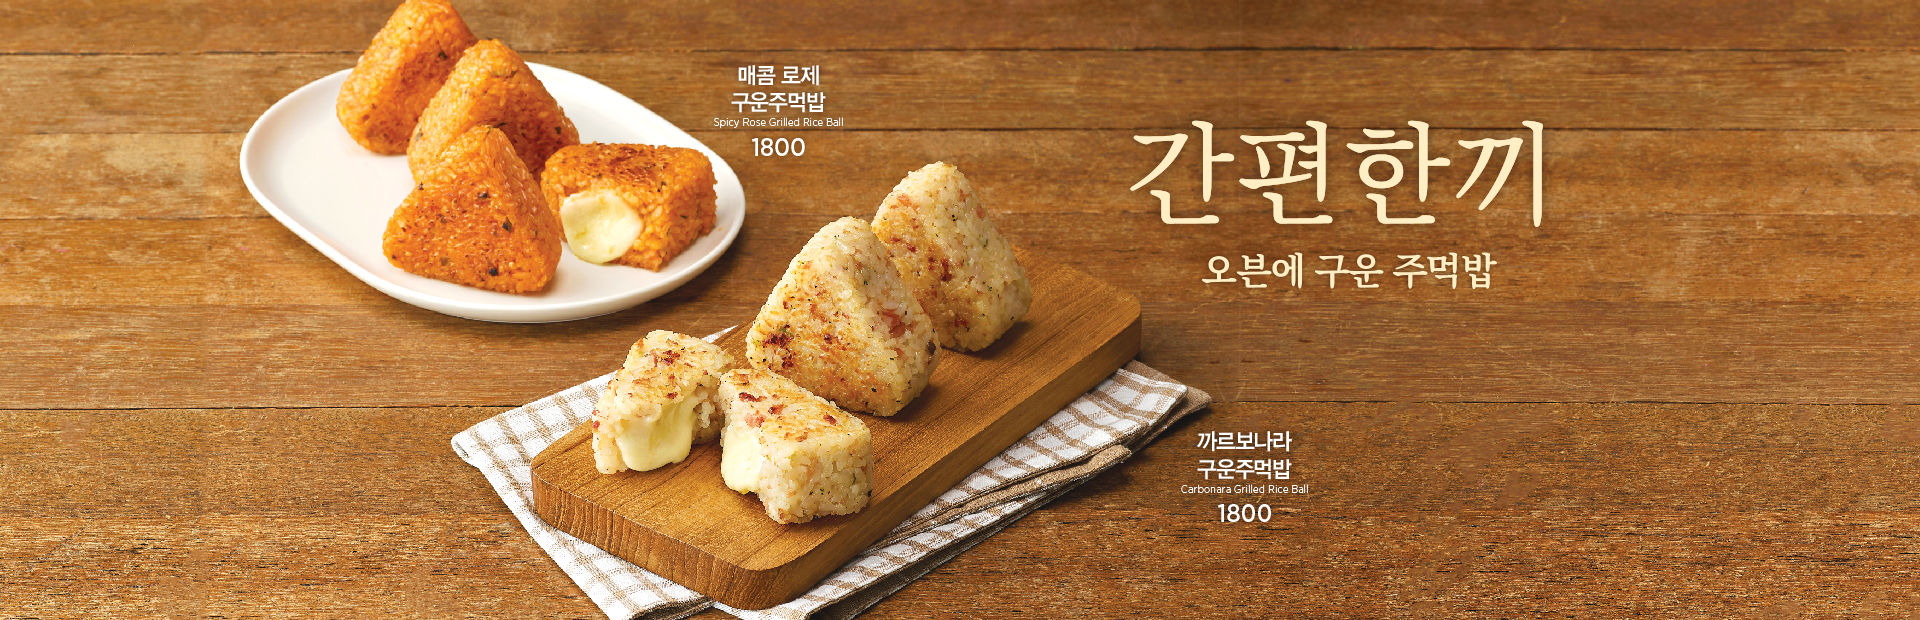 매콤 로제
구운주먹밥
Spicy Rose Grilled Rice Ball
1800
간편한끼
오븐에 구운 주먹밥
까르보나라
구운주먹밥
Carbonara Grilled Rice Ball
1800